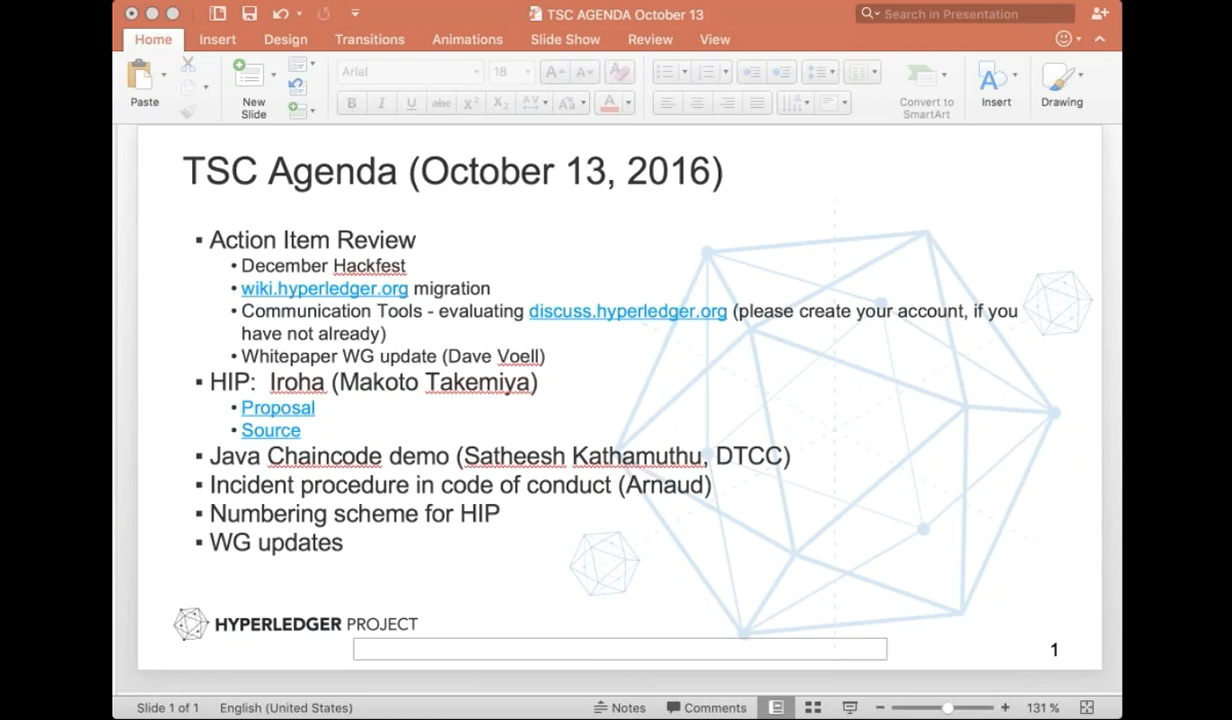 TSC AGENDA October 13
Search in Presentation
Home Insert Design Transitions Animations Slide Show Review View
Paste
New Slide
Arial
18
B I U abc X² X₂ AV Aa A
Convert to SmartArt
Insert
Drawing
TSC Agenda (October 13, 2016)
▪ Action Item Review
• December Hackfest
• wiki.hyperledger.org migration
• Communication Tools - evaluating discuss.hyperledger.org (please create your account, if you
have not already)
• Whitepaper WG update (Dave Voell)
▪ HIP: Iroha (Makoto Takemiya)
• Proposal
• Source
▪ Java Chaincode demo (Satheesh Kathamuthu, DTCC)
▪ Incident procedure in code of conduct (Arnaud)
▪ Numbering scheme for HIP
▪ WG updates
HYPERLEDGER PROJECT
1
Slide 1 of 1 English (United States) Notes Comments 131 %